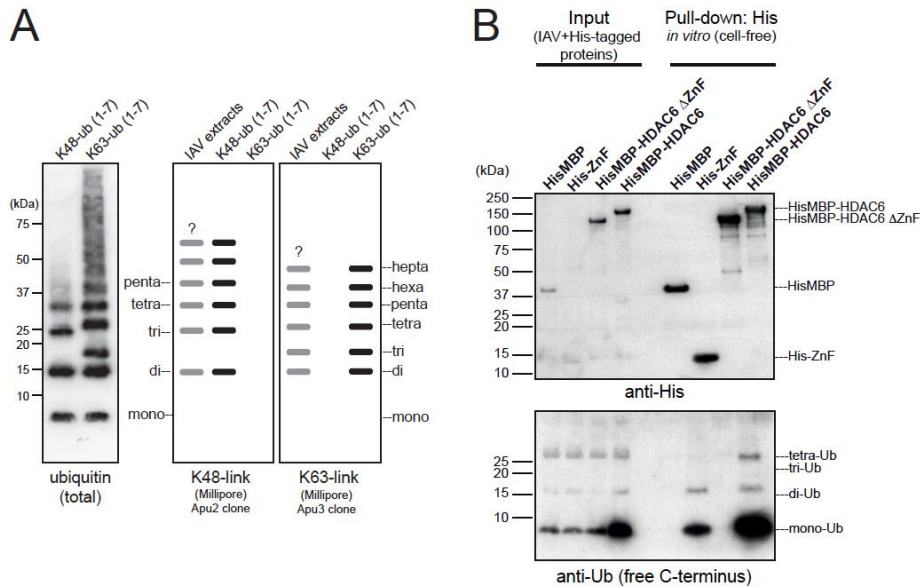 A
K48-ub (1-7)
K63-ub (1-7)
IAV extracts
K48-ub (1-7)
K63-ub (1-7)
IAV extracts
K48-ub (1-7)
K63-ub (1-7)
(kDa)
75
50
37
25
20
15
10
?
penta
tetra
tri
di
mono
?
hepta
hexa
penta
tetra
tri
di
mono
ubiquitin
(total)
K48-link
(Millipore)
Apu2 clone
K63-link
(Millipore)
Apu3 clone
B
Input
(IAV+His-tagged
proteins)
Pull-down: His
in vitro (cell-free)
HisMBP
His-ZnF
HisMBP-HDAC6 ΔZnF
HisMBP-HDAC6
HisMBP
His-ZnF
HisMBP-HDAC6 ΔZnF
HisMBP-HDAC6
(kDa)
250
150
100
75
50
37
25
20
15
10
HisMBP-HDAC6
HisMBP-HDAC6 ΔZnF
HisMBP
His-ZnF
anti-His
25
20
15
10
tetra-Ub
tri-Ub
di-Ub
mono-Ub
anti-Ub (free C-terminus)